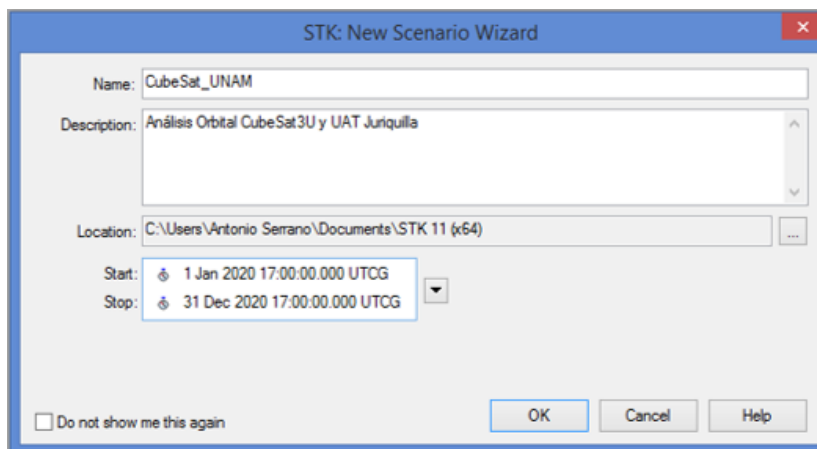 STK: New Scenario Wizard
Name: CubeSat_UNAM
Description: Análisis Orbital CubeSat3U y UAT Juriquilla
Location: C:\Users\Antonio Serrano\Documents\STK 11 (x64)
...
Start: 1 Jan 2020 17:00:00.000 UTCG
Stop: 31 Dec 2020 17:00:00.000 UTCG
Do not show me this again
OK Cancel Help